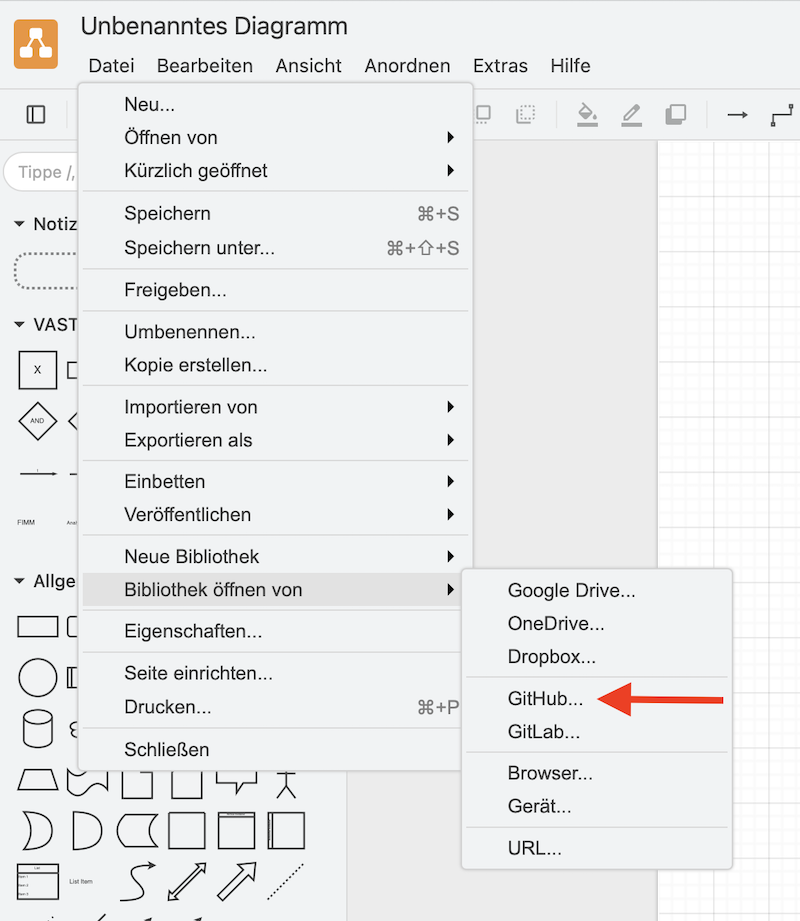 Unbenanntes Diagramm
Datei Bearbeiten Ansicht Anordnen Extras Hilfe
Neu...
Öffnen von
Kürzlich geöffnet
Speichern ⌘+S
Speichern unter... ⌘+⇧+S
Freigeben...
Umbenennen...
Kopie erstellen...
Importieren von
Exportieren als
Einbetten
Veröffentlichen
Neue Bibliothek
Bibliothek öffnen von
Eigenschaften...
Seite einrichten...
Drucken... ⌘+P
Schließen
Google Drive...
OneDrive...
Dropbox...
GitHub...
GitLab...
Browser...
Gerät...
URL...
Tippe /,
Notiz
VAST
X
AND
FIMM
Allge
List
List Item